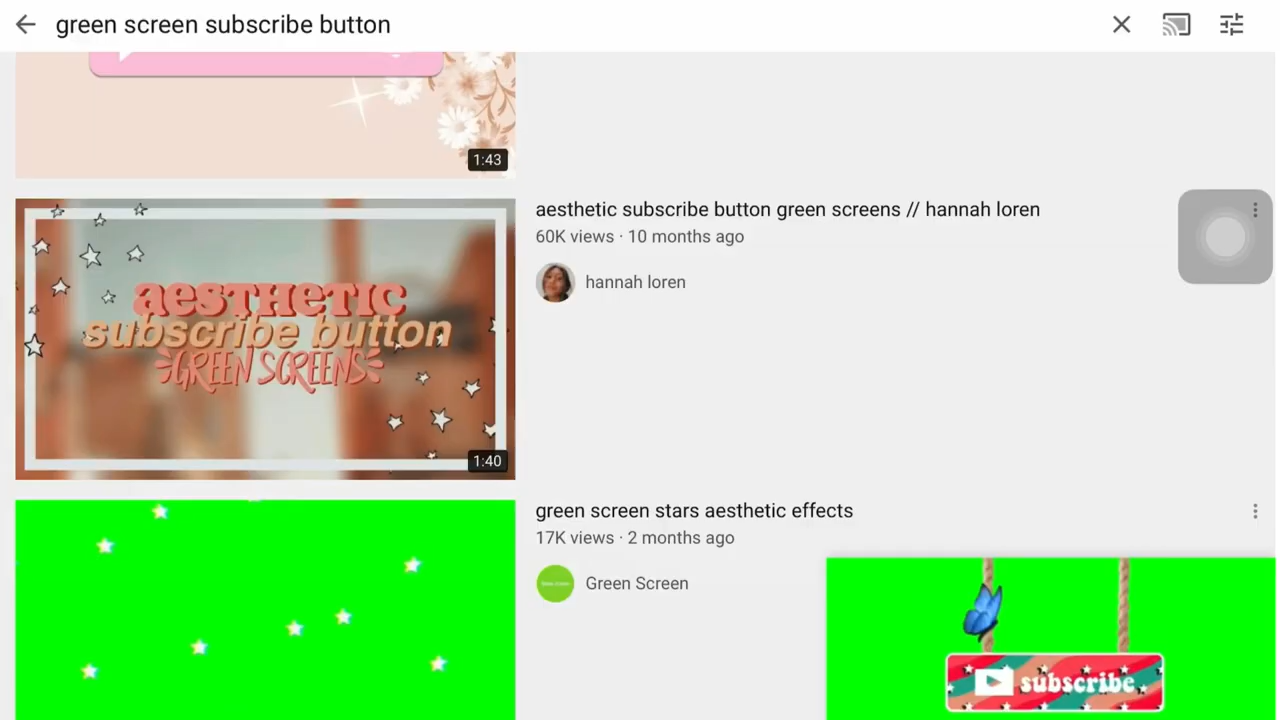 green screen subscribe button
1:43
aesthetic subscribe button green screens // hannah loren
60K views · 10 months ago
hannah loren
aesthetic
subscribe button
GREEN SCREENS
1:40
green screen stars aesthetic effects
17K views · 2 months ago
Green Screen
subscribe